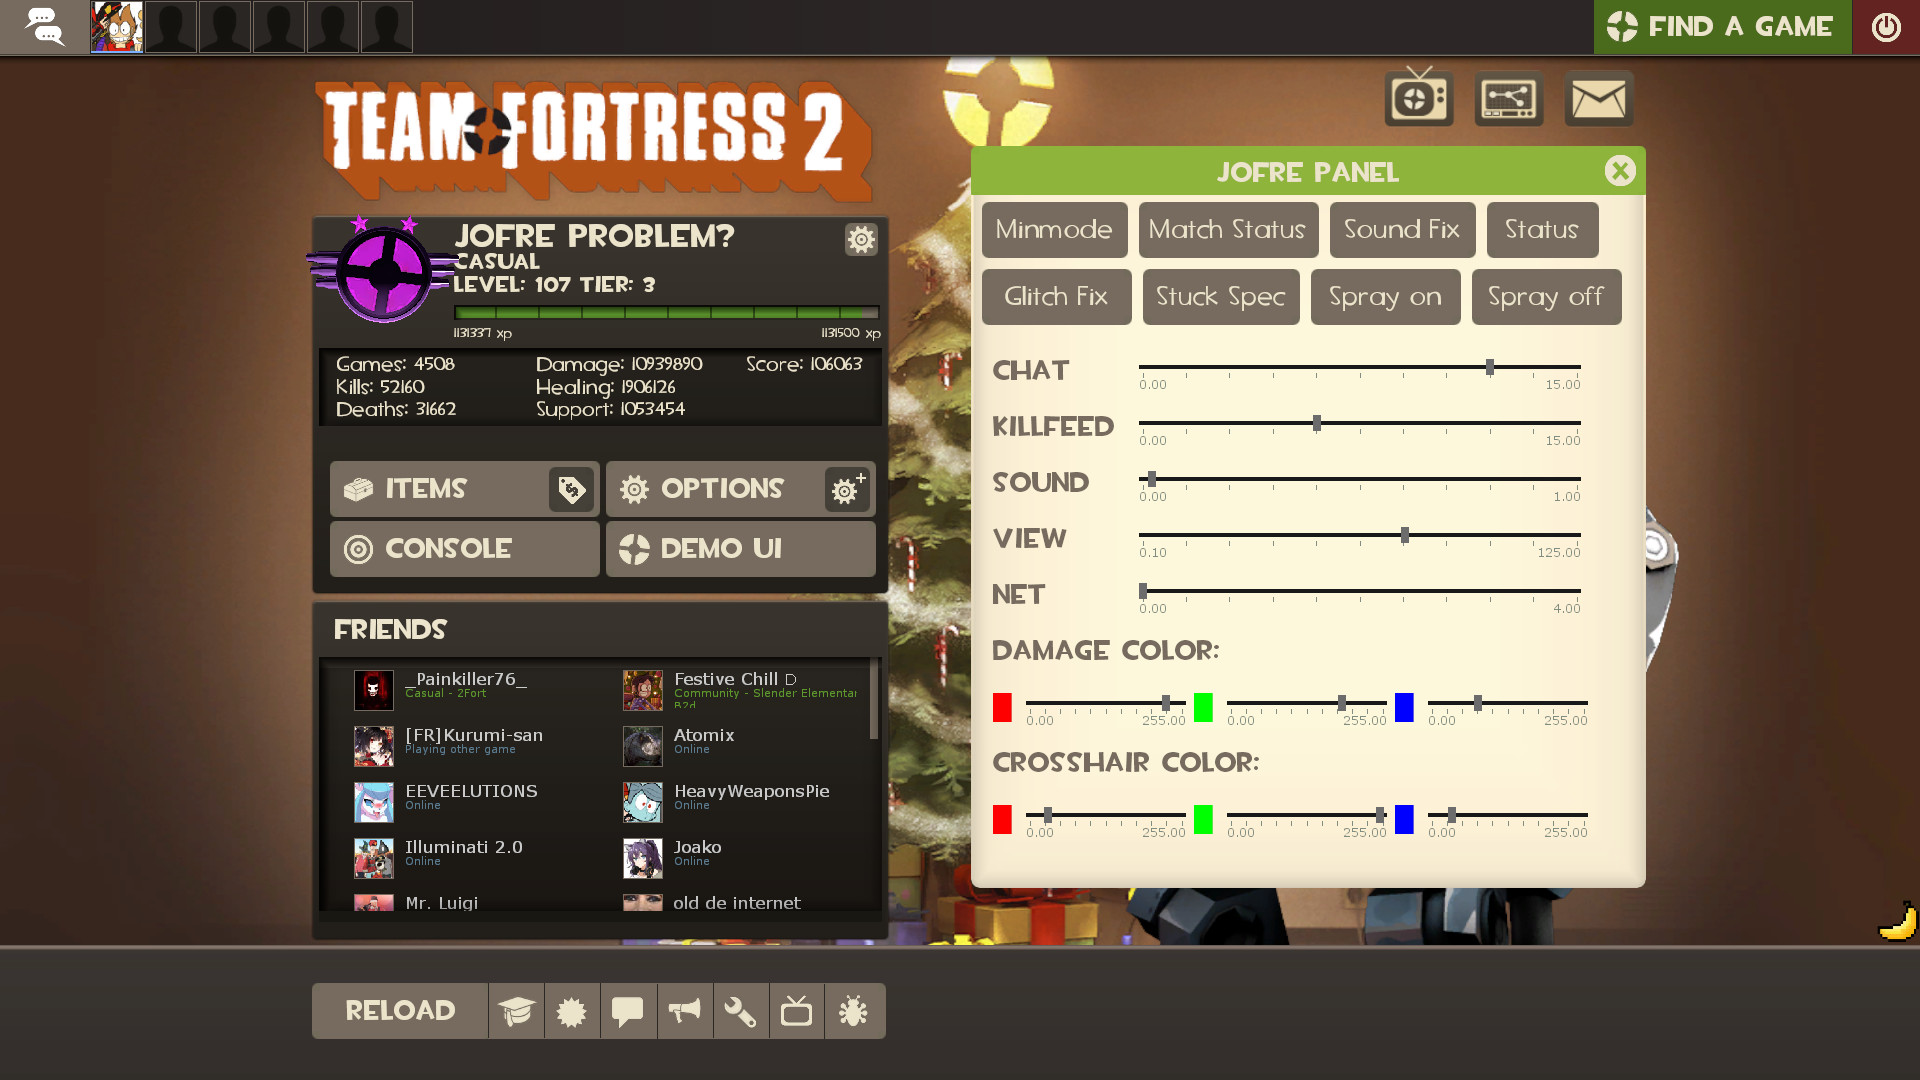 FIND A GAME
TEAM FORTRESS 2
JOFRE PROBLEM?
CASUAL
LEVEL: 107 TIER: 3
1131337 xp
1131500 xp
Games: 4508
Damage: 10939890
Score: 106063
Kills: 52160
Healing: 1906126
Deaths: 31662
Support: 1053454
ITEMS
OPTIONS
CONSOLE
DEMO UI
FRIENDS
_Painkiller76_
Casual - 2Fort
Festive Chill D
Community - Slender Elementar
B2d
[FR]Kurumi-san
Playing other game
Atomix
Online
EEVEELUTIONS
Online
HeavyWeaponsPie
Online
Illuminati 2.0
Online
Joako
Online
Mr. Luigi
old de internet
JOFRE PANEL
Minmode
Match Status
Sound Fix
Status
Glitch Fix
Stuck Spec
Spray on
Spray off
CHAT
0.00
15.00
KILLFEED
0.00
15.00
SOUND
0.00
1.00
VIEW
0.10
125.00
NET
0.00
4.00
DAMAGE COLOR:
0.00
255.00
0.00
255.00
0.00
255.00
CROSSHAIR COLOR:
0.00
255.00
0.00
255.00
0.00
255.00
RELOAD